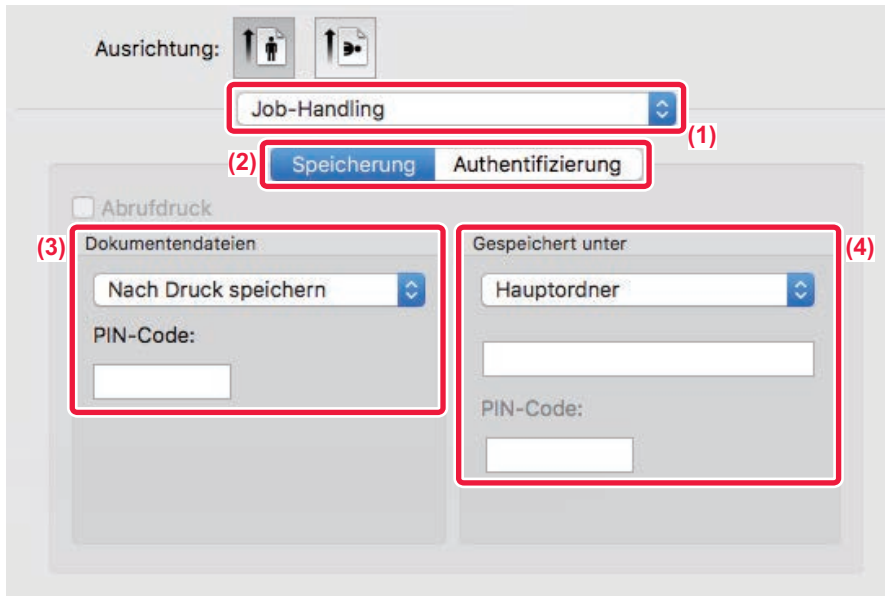 Ausrichtung:
Job-Handling
(1)
(2)
Speicherung
Authentifizierung
Abrufdruck
(3)
Dokumentendateien
Nach Druck speichern
PIN-Code:
Gespeichert unter
(4)
Hauptordner
PIN-Code: